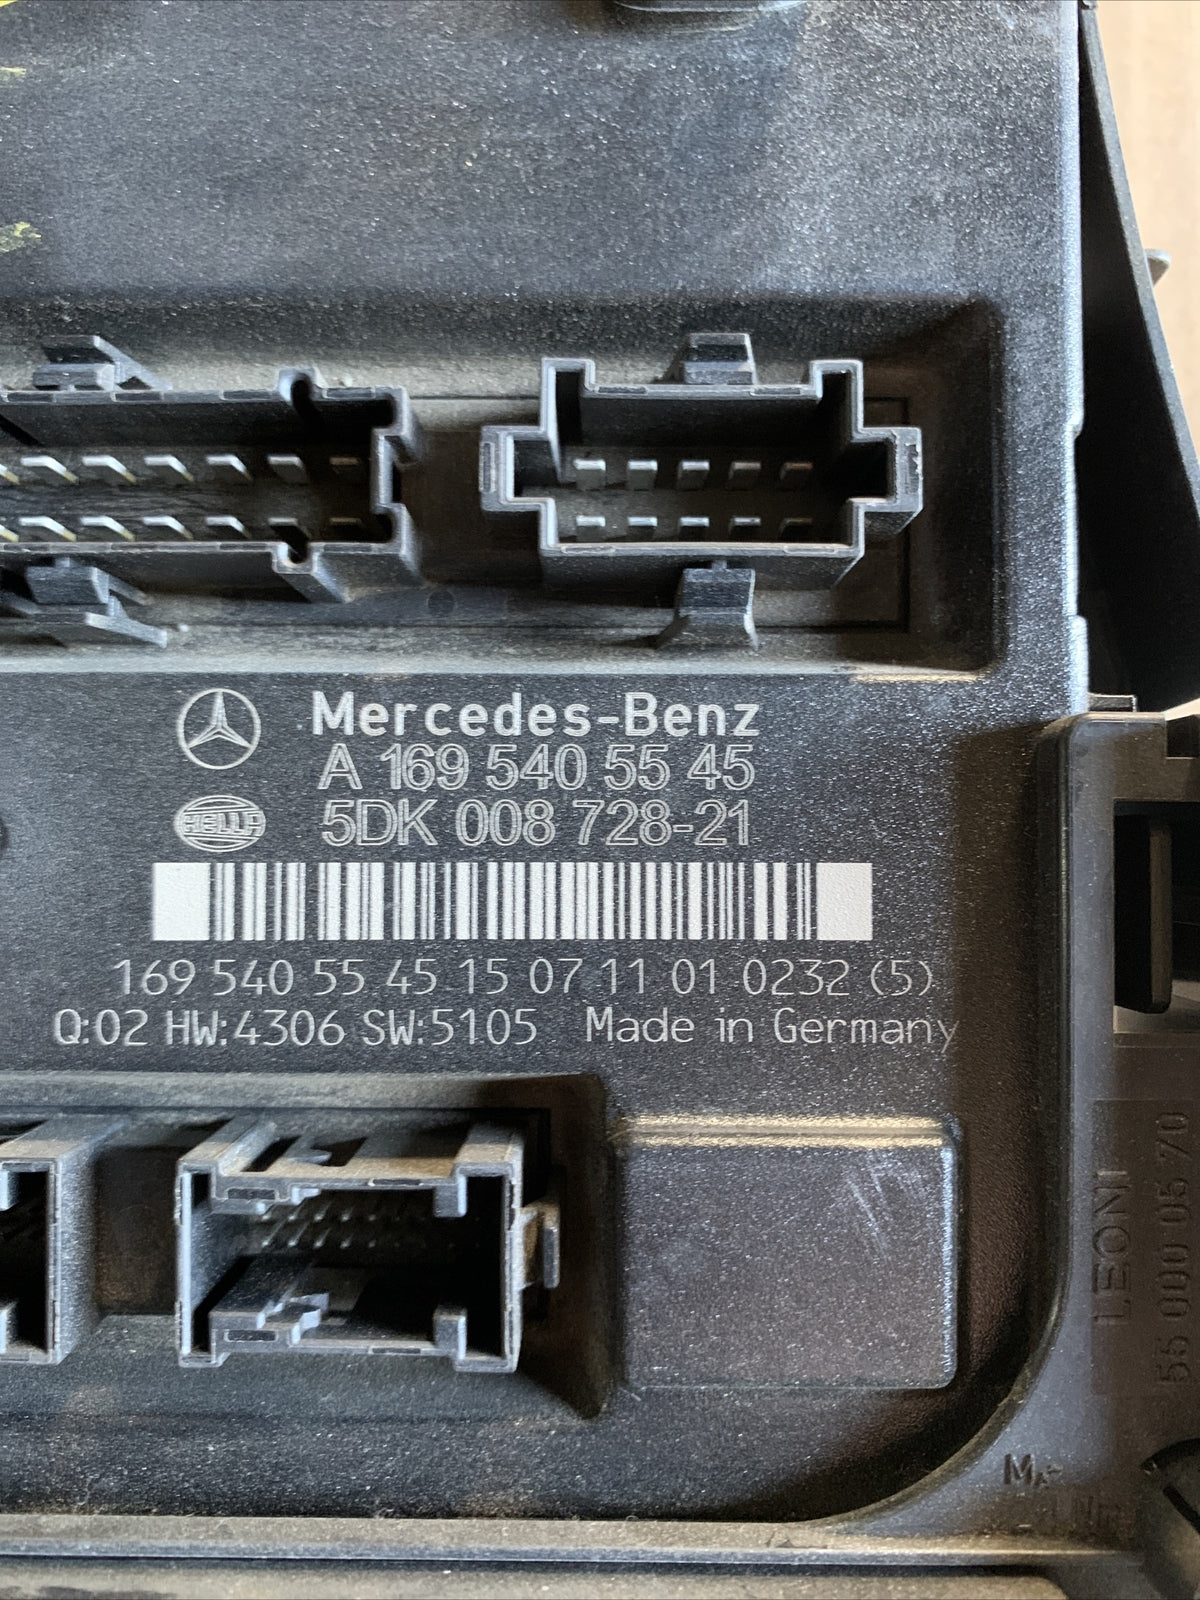 Mercedes-Benz
A 169 540 55 45
HELLA
5DK 008 728-21
169 540 55 45 15 07 11 01 0232 (5)
Q:02 HW:4306 SW:5105 Made in Germany
LEONI
55 000 05 70